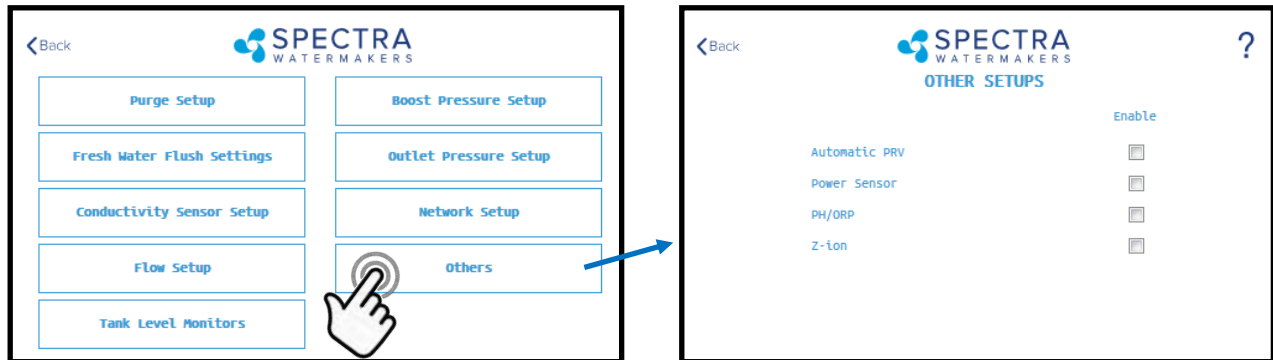 Back
SPECTRA
WATERMAKERS
Purge Setup
Boost Pressure Setup
Fresh Water Flush Settings
Outlet Pressure Setup
Conductivity Sensor Setup
Network Setup
Flow Setup
Others
Tank Level Monitors
Back
SPECTRA
WATERMAKERS
?
OTHER SETUPS
Enable
Automatic PRV
Power Sensor
PH/ORP
Z-ion